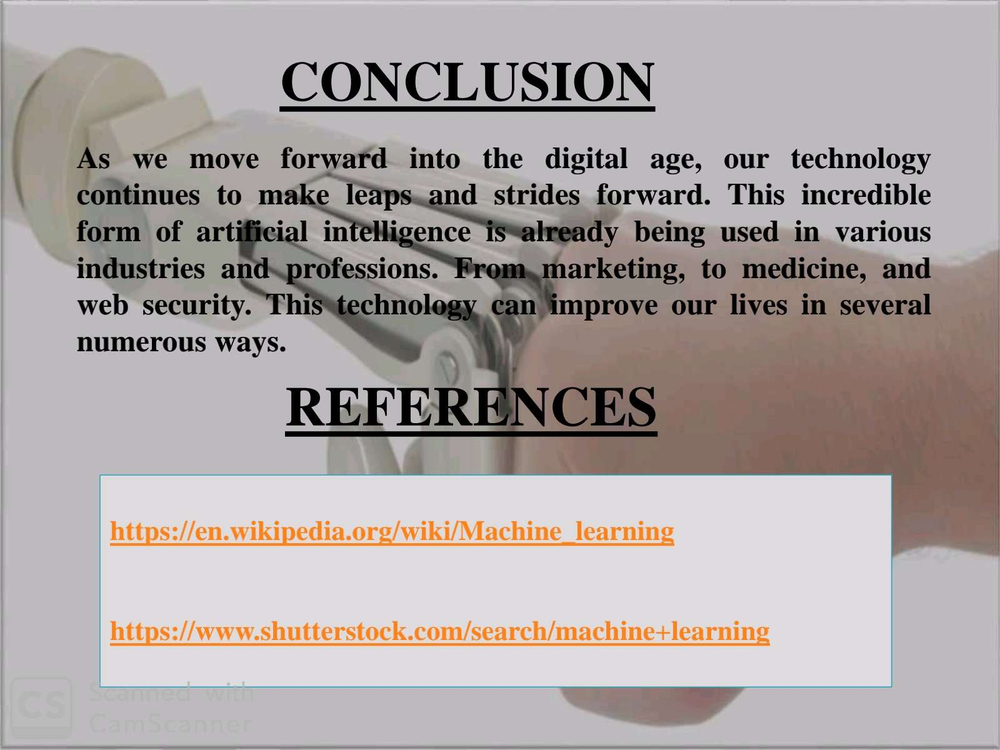 CONCLUSION
As we move forward into the digital age, our technology
continues to make leaps and strides forward. This incredible
form of artificial intelligence is already being used in various
industries and professions. From marketing, to medicine, and
web security. This technology can improve our lives in several
numerous ways.
REFERENCES
https://en.wikipedia.org/wiki/Machine_learning
https://www.shutterstock.com/search/machine+learning
CS
Scanned with
CamScanner